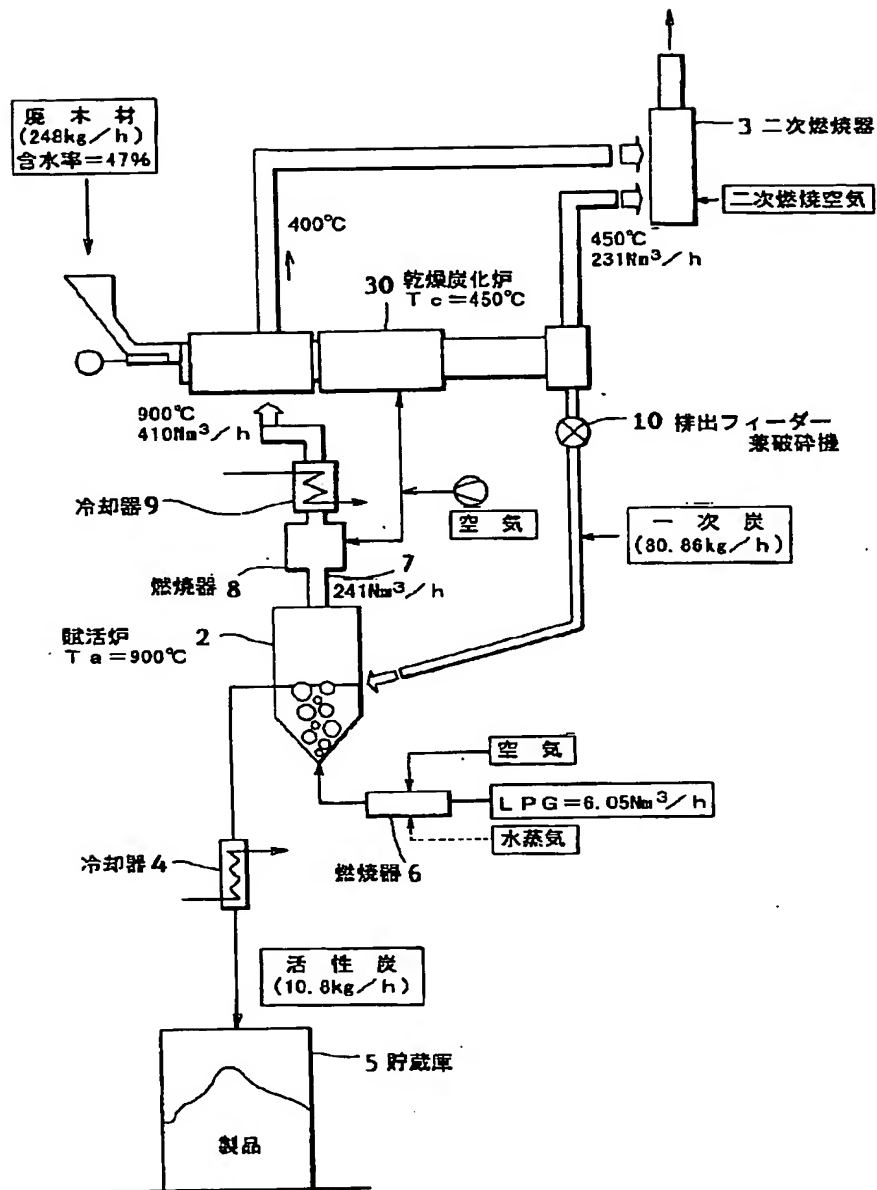 廃木材
(248kg/h)
含水率=47%
3 二次燃焼器
二次燃焼空気
400℃
450℃
231Nm³/h
30 乾燥炭化炉
Tc=450℃
900℃
410Nm³/h
10 排出フィーダー
兼破砕機
冷却器9
空気
一次炭
(80.86kg/h)
燃焼器8
7
241Nm³/h
賦活炉 2
Ta=900℃
空気
LPG=6.05Nm³/h
水蒸気
燃焼器6
冷却器4
活性炭
(10.8kg/h)
5 貯蔵庫
製品